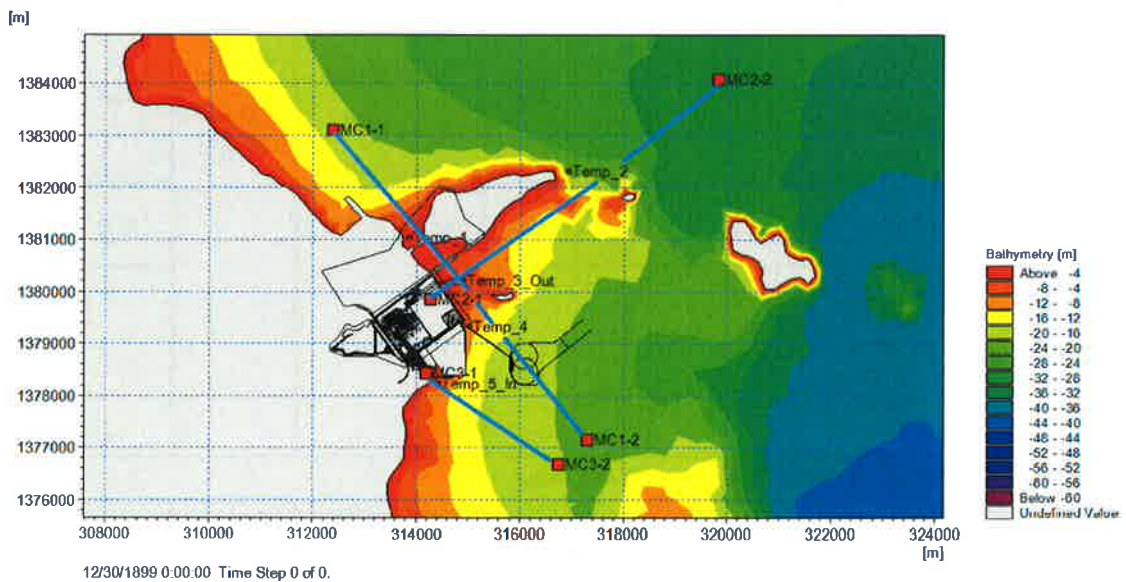 [m]
1384000
1383000
1382000
1381000
1380000
1379000
1378000
1377000
1376000
MC2-2
MC1-1
Temp_2
Temp_1
Temp_3_Out
MC2-1
Temp_4
MC3-1
Temp_5_In
MC1-2
MC3-2
308000 310000 312000 314000 316000 318000 320000 322000 324000
[m]
12/30/1899 0:00:00 Time Step 0 of 0.
Bathymetry [m]
Above -4
-8 - -4
-12 - -8
-16 - -12
-20 - -16
-24 - -20
-28 - -24
-32 - -28
-36 - -32
-40 - -36
-44 - -40
-48 - -44
-52 - -48
-56 - -52
-60 - -56
Below -60
Undefined Value